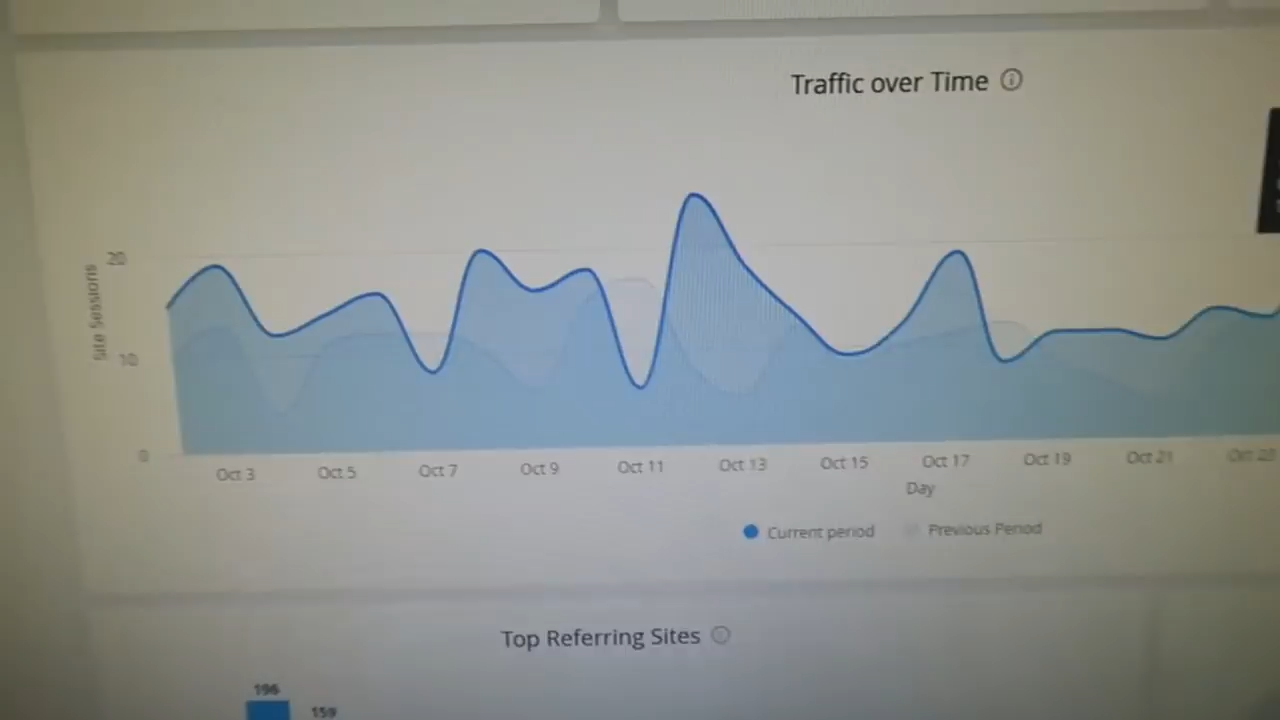 Traffic over Time
20
Site Sessions
10
0
Oct 3 Oct 5 Oct 7 Oct 9 Oct 11 Oct 13 Oct 15 Oct 17 Oct 19 Oct 21 Oct
Day
Current period Previous Period
Top Referring Sites
196
159